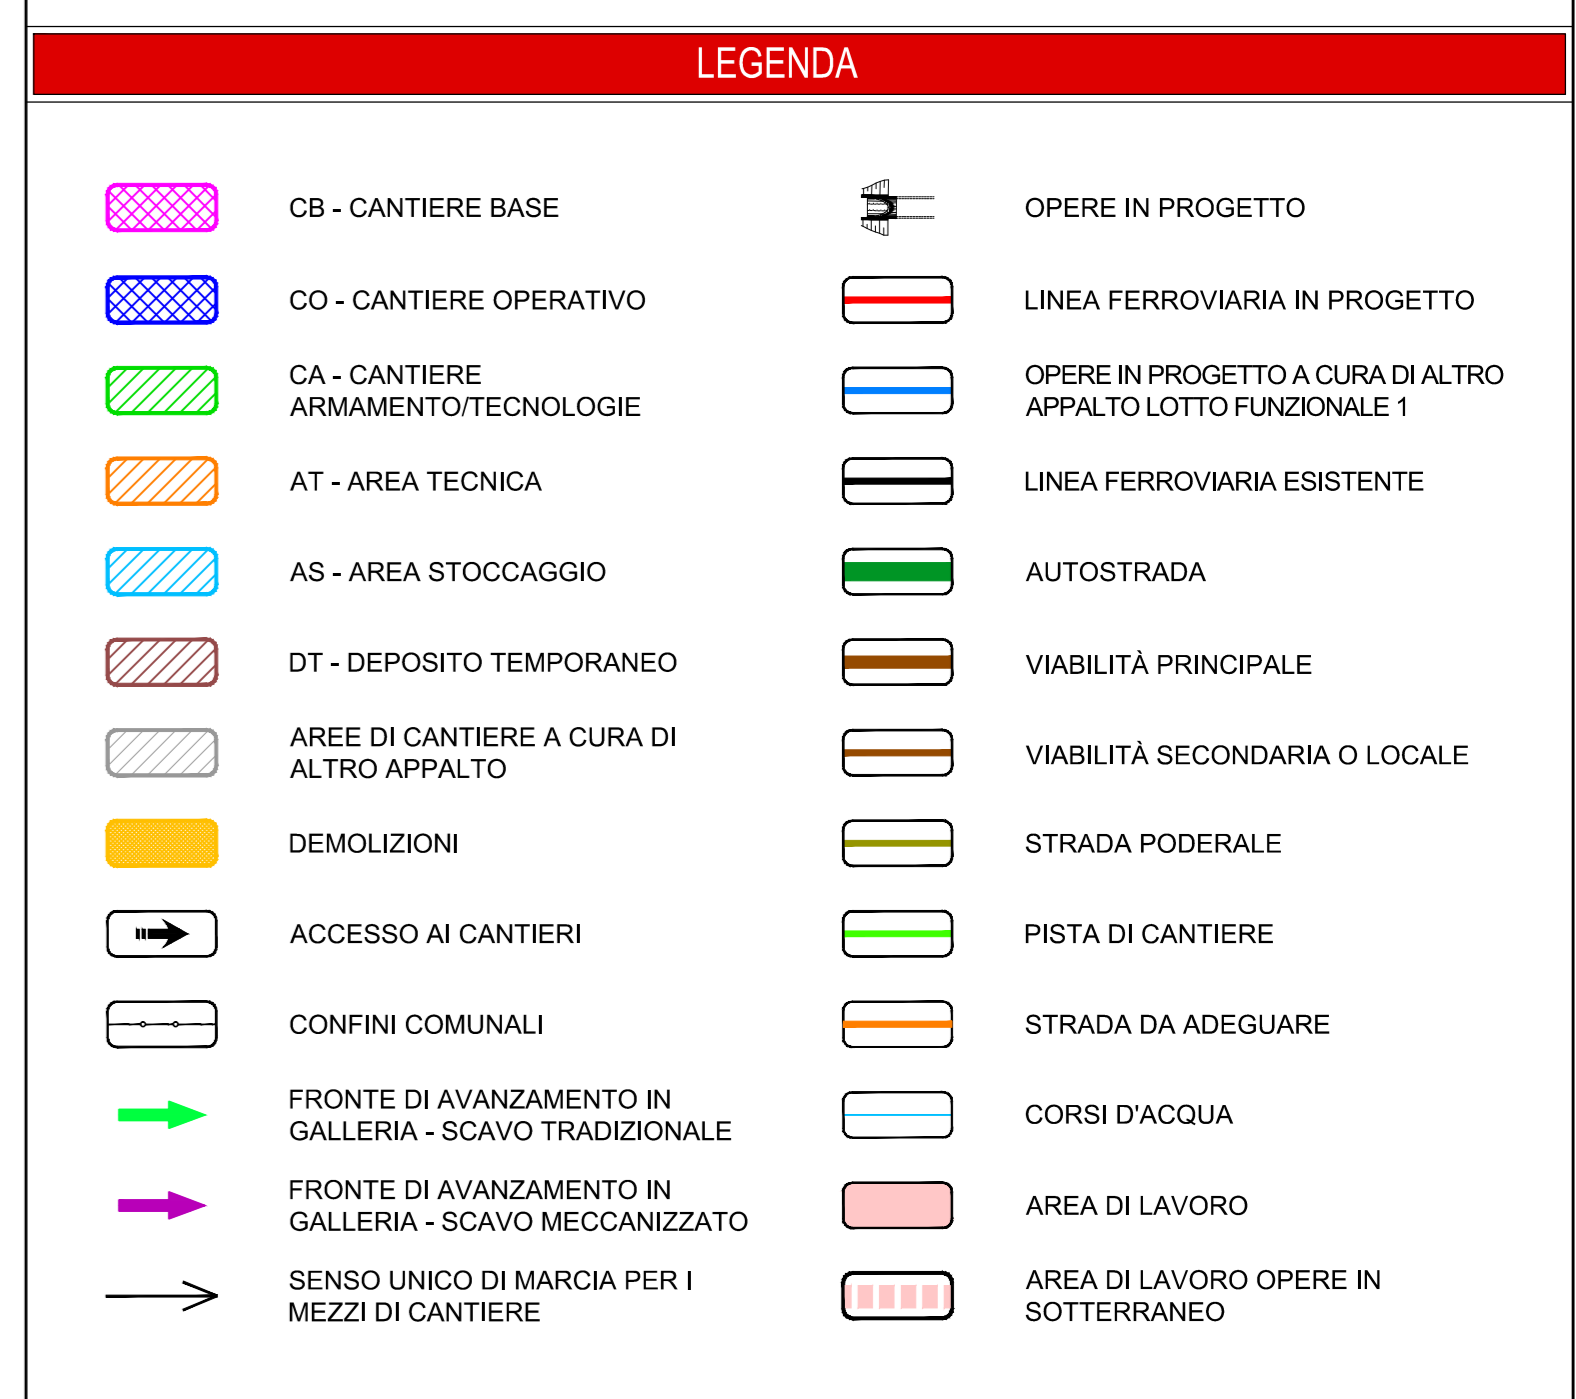 LEGENDA
CB - CANTIERE BASE
CO - CANTIERE OPERATIVO
CA - CANTIERE
ARMAMENTO/TECNOLOGIE
AT - AREA TECNICA
AS - AREA STOCCAGGIO
DT - DEPOSITO TEMPORANEO
AREE DI CANTIERE A CURA DI
ALTRO APPALTO
DEMOLIZIONI
ACCESSO AI CANTIERI
CONFINI COMUNALI
FRONTE DI AVANZAMENTO IN
GALLERIA - SCAVO TRADIZIONALE
FRONTE DI AVANZAMENTO IN
GALLERIA - SCAVO MECCANIZZATO
SENSO UNICO DI MARCIA PER I
MEZZI DI CANTIERE
OPERE IN PROGETTO
LINEA FERROVIARIA IN PROGETTO
OPERE IN PROGETTO A CURA DI ALTRO
APPALTO LOTTO FUNZIONALE 1
LINEA FERROVIARIA ESISTENTE
AUTOSTRADA
VIABILITÀ PRINCIPALE
VIABILITÀ SECONDARIA O LOCALE
STRADA PODERALE
PISTA DI CANTIERE
STRADA DA ADEGUARE
CORSI D'ACQUA
AREA DI LAVORO
AREA DI LAVORO OPERE IN
SOTTERRANEO